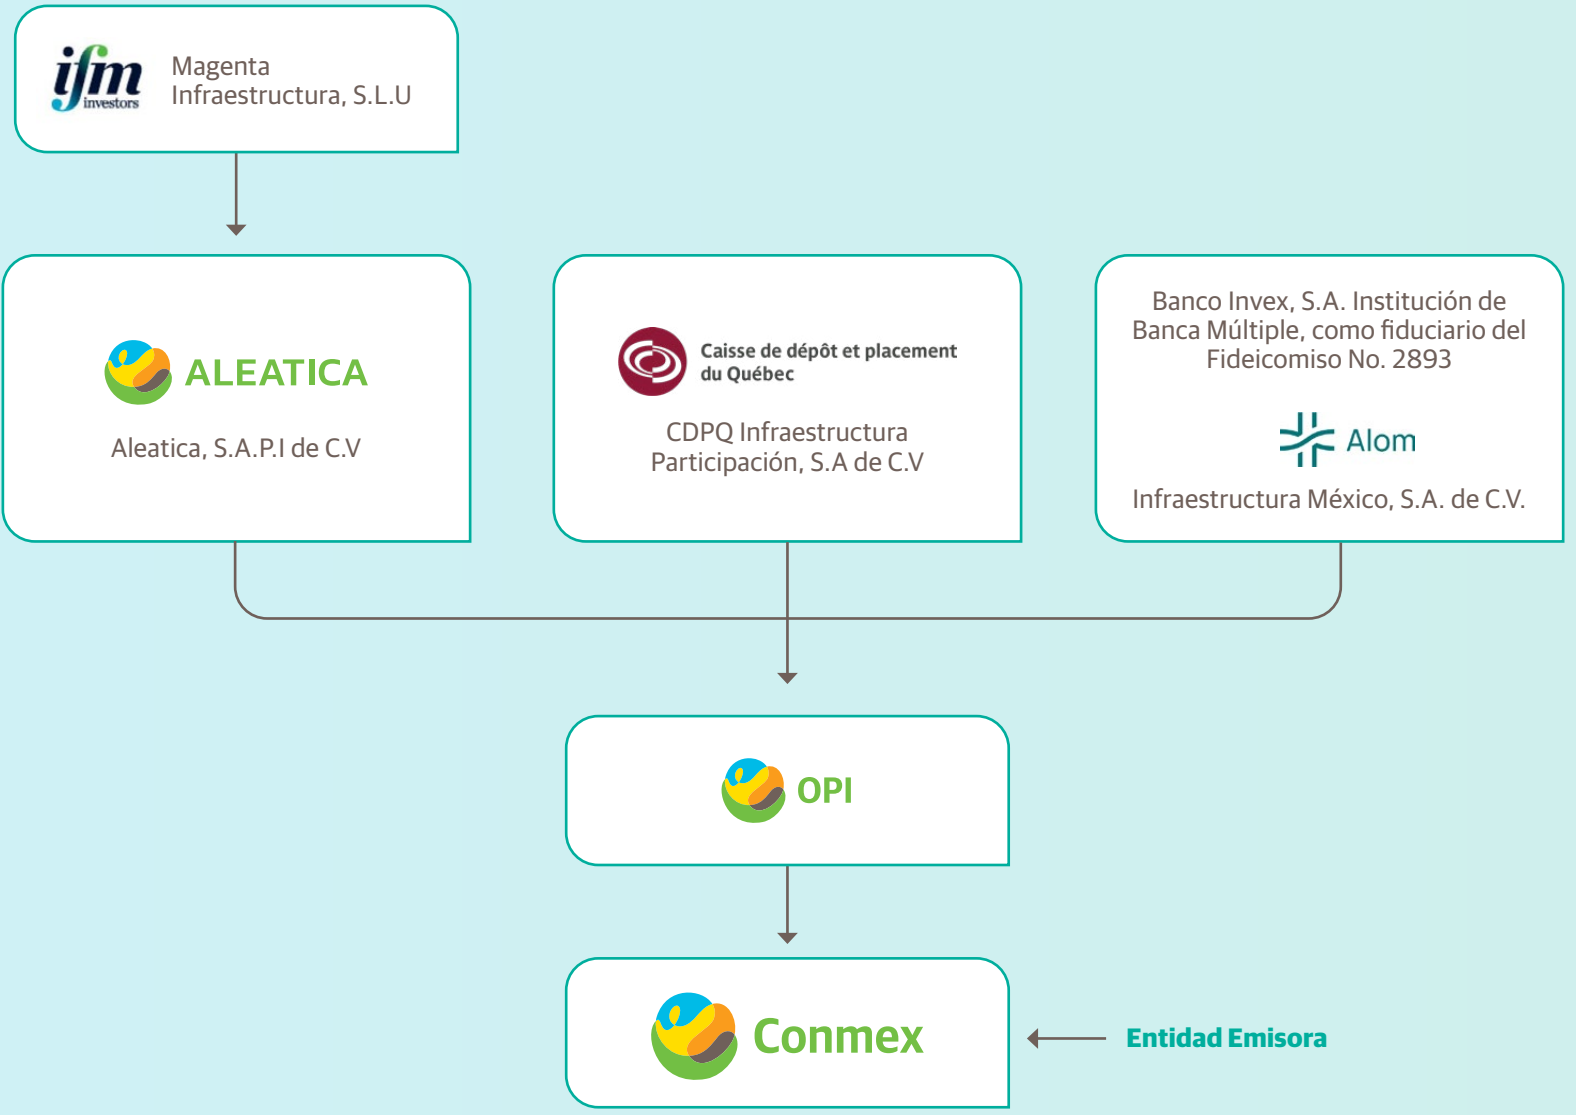 ifm
investors
Magenta
Infraestructura, S.L.U
ALEATICA
Aleatica, S.A.P.I de C.V
Caisse de dépôt et placement
du Québec
CDPQ Infraestructura
Participación, S.A de C.V
Banco Invex, S.A. Institución de
Banca Múltiple, como fiduciario del
Fideicomiso No. 2893
Alom
Infraestructura México, S.A. de C.V.
OPI
Conmex
Entidad Emisora